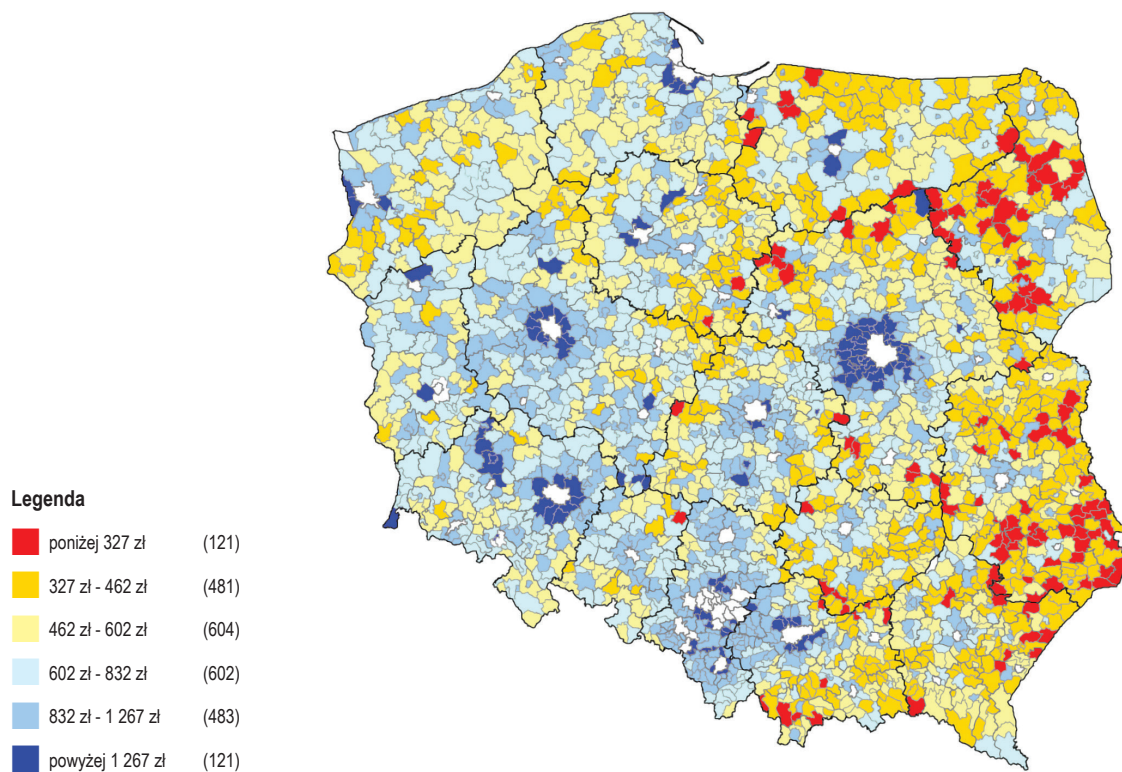 Legenda
poniżej 327 zł (121)
327 zł - 462 zł (481)
462 zł - 602 zł (604)
602 zł - 832 zł (602)
832 zł - 1 267 zł (483)
powyżej 1 267 zł (121)